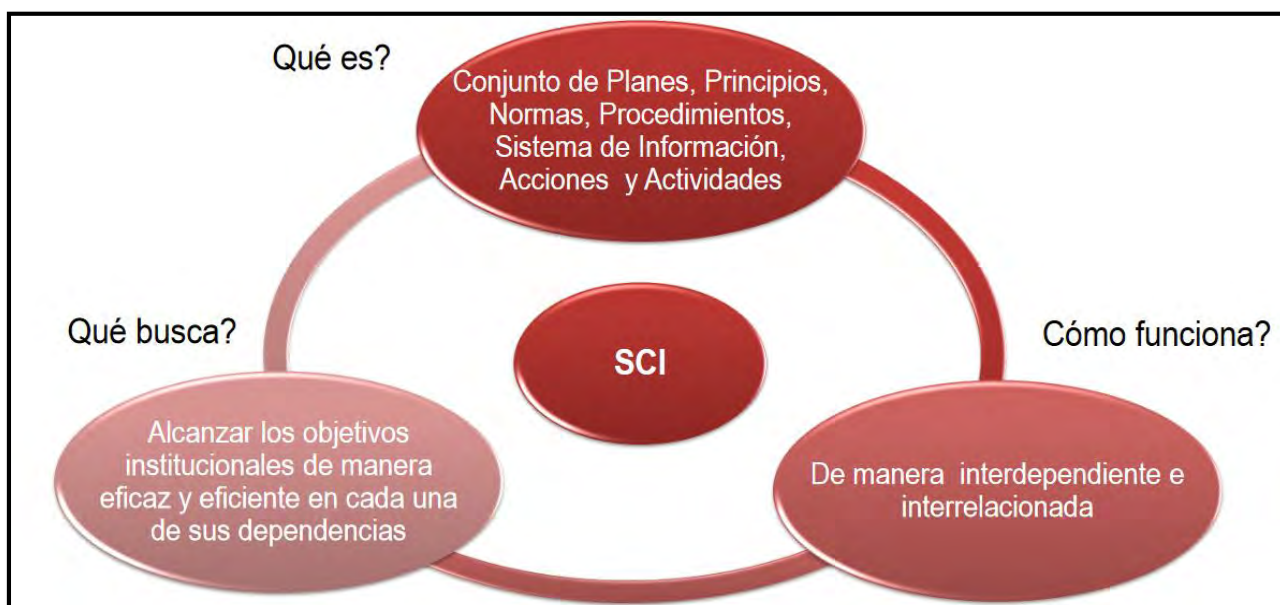 Qué es?
Conjunto de Planes, Principios,
Normas, Procedimientos,
Sistema de Información,
Acciones y Actividades
Qué busca?
SCI
Cómo funciona?
Alcanzar los objetivos
institucionales de manera
eficaz y eficiente en cada una
de sus dependencias
De manera interdependiente e
interrelacionada